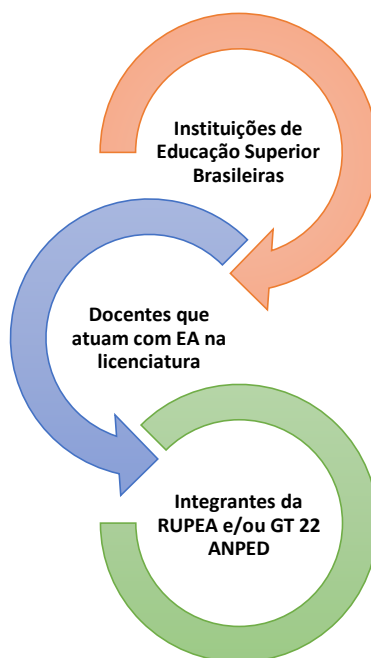 Instituições de
Educação Superior
Brasileiras
Docentes que
atuam com EA na
licenciatura
Integrantes da
RUPEA e/ou GT 22
ANPED